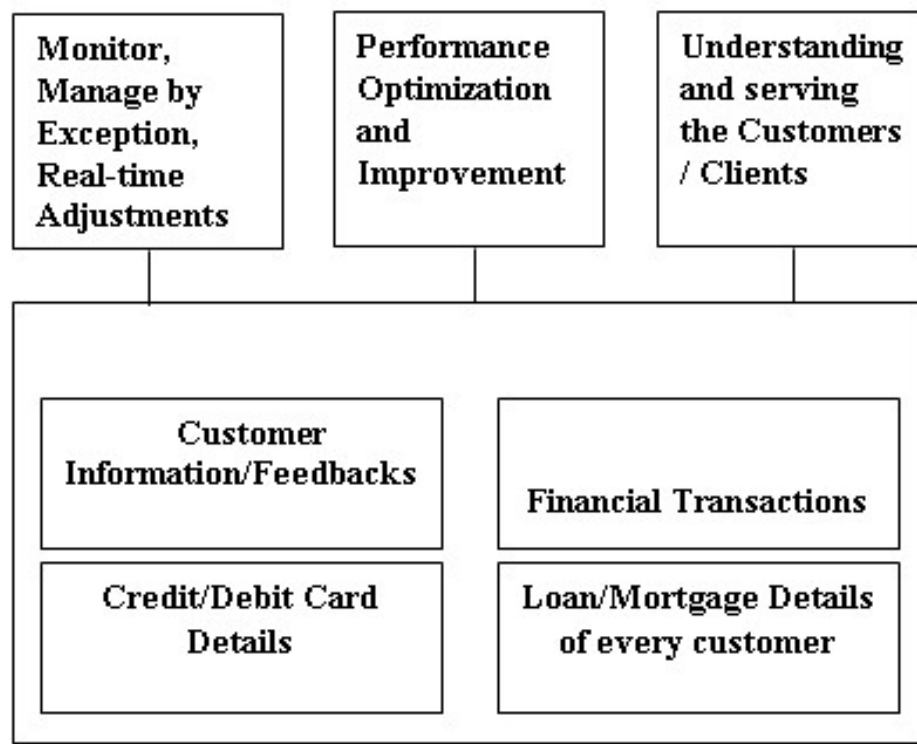 Monitor,
Manage by
Exception,
Real-time
Adjustments
Performance
Optimization
and
Improvement
Understanding
and serving
the Customers
/ Clients
Customer
Information/Feedbacks
Financial Transactions
Credit/Debit Card
Details
Loan/Mortgage Details
of every customer